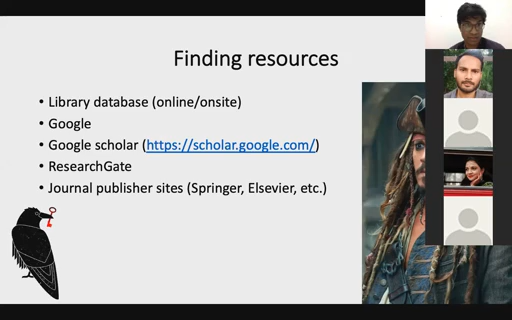 Finding resources
• Library database (online/onsite)
• Google
• Google scholar (https://scholar.google.com/)
• ResearchGate
• Journal publisher sites (Springer, Elsevier, etc.)